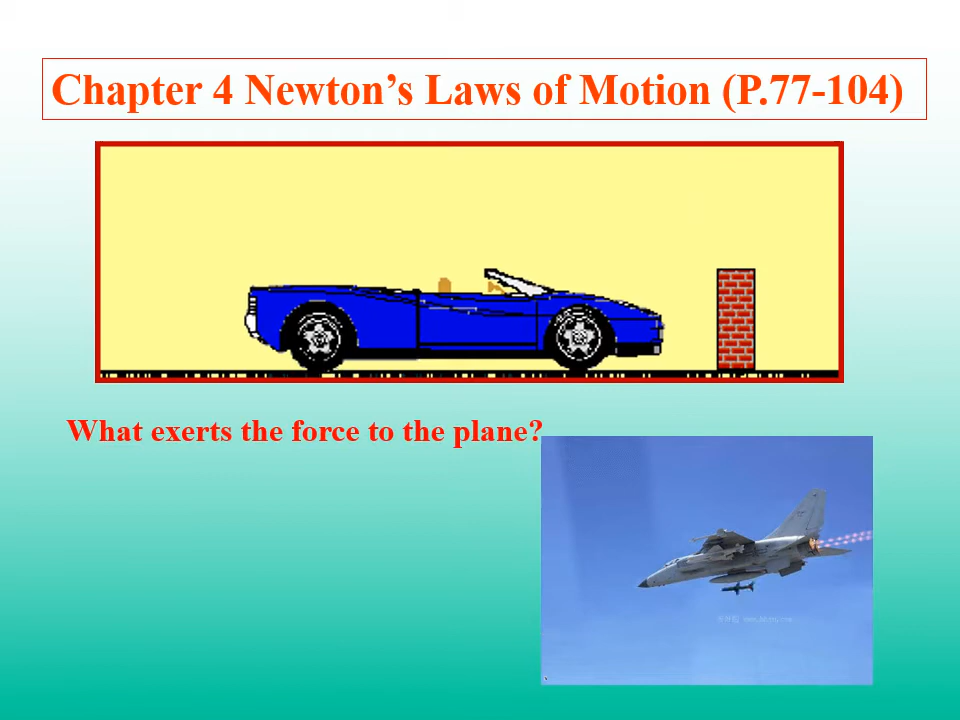 Chapter 4 Newton’s Laws of Motion (P.77-104)
What exerts the force to the plane?